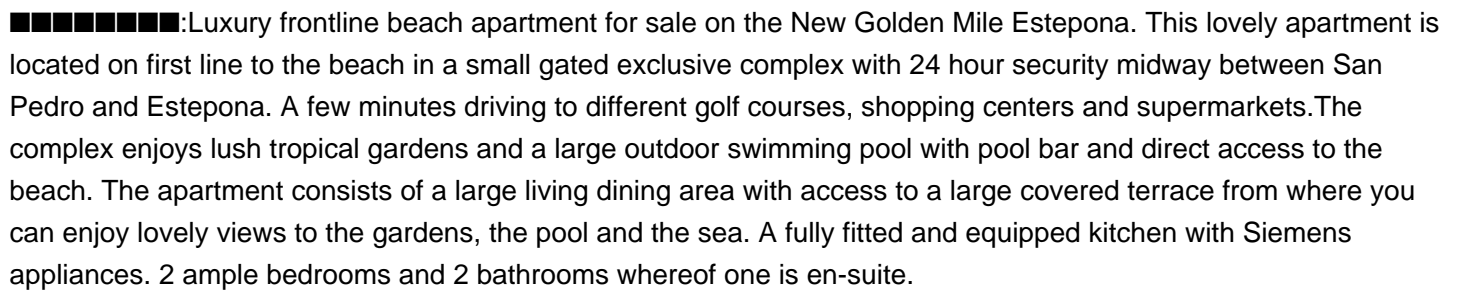 ■■■■■■■■:Luxury frontline beach apartment for sale on the New Golden Mile Estepona. This lovely apartment is
located on first line to the beach in a small gated exclusive complex with 24 hour security midway between San
Pedro and Estepona. A few minutes driving to different golf courses, shopping centers and supermarkets.The
complex enjoys lush tropical gardens and a large outdoor swimming pool with pool bar and direct access to the
beach. The apartment consists of a large living dining area with access to a large covered terrace from where you
can enjoy lovely views to the gardens, the pool and the sea. A fully fitted and equipped kitchen with Siemens
appliances. 2 ample bedrooms and 2 bathrooms whereof one is en-suite.